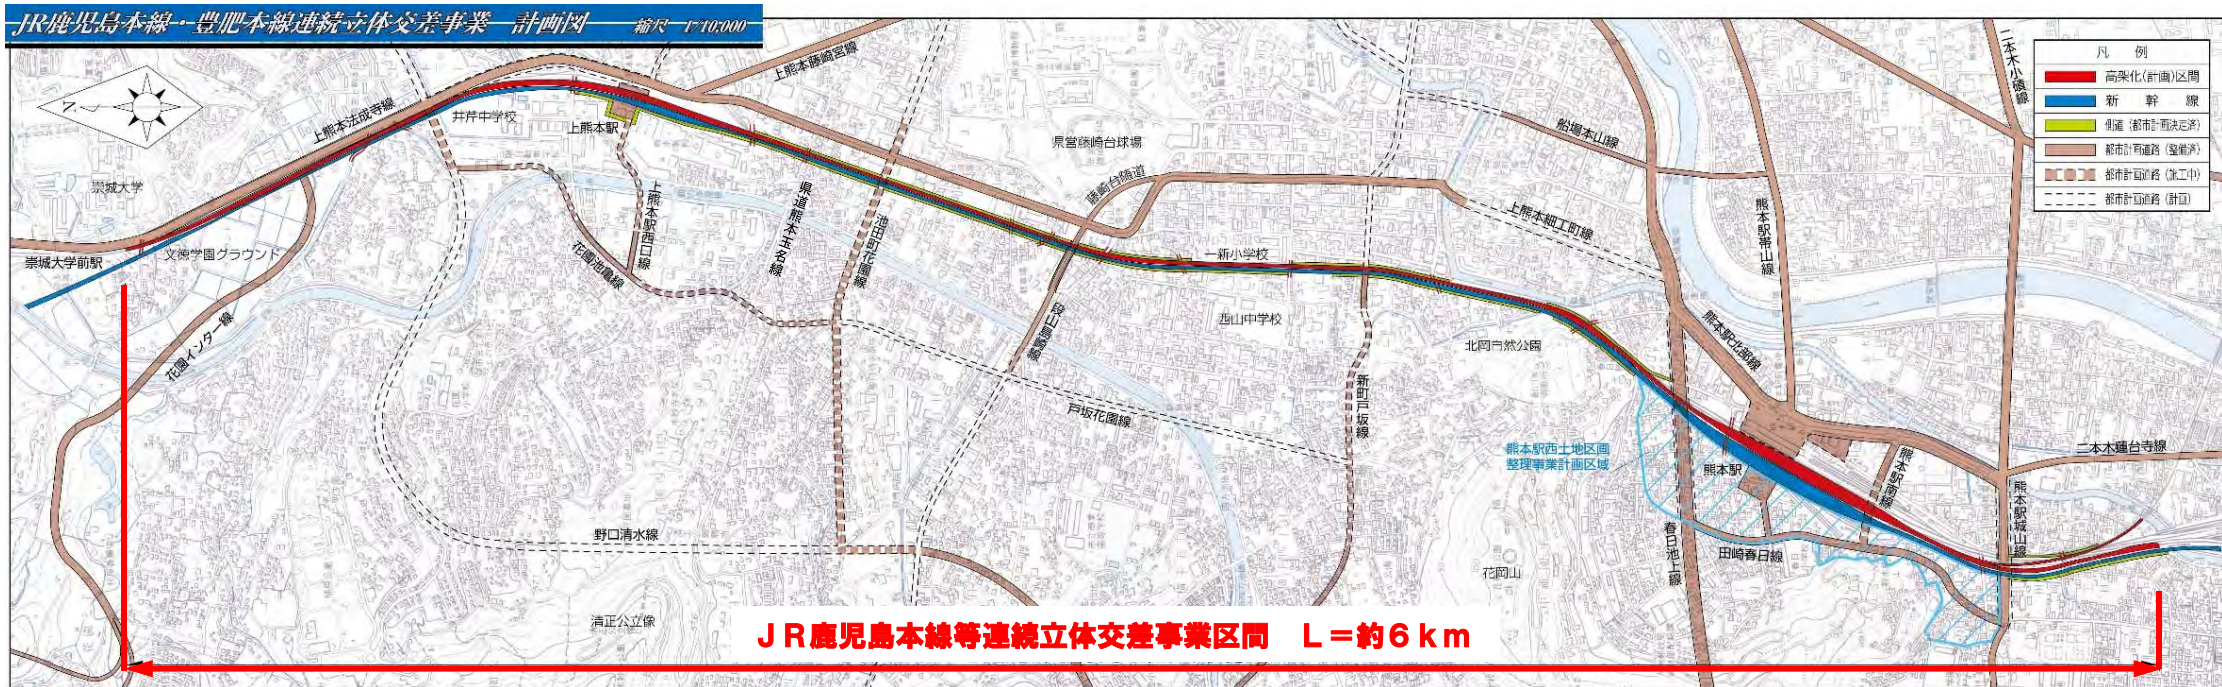 JR鹿児島本線・豊肥本線連続立体交差事業 計画図 縮尺 1/10,000
凡 例
高架化(計画)区間
新 幹 線
側道 (都市計画決定済)
都市計画道路 (整備済)
都市計画道路 (施工中)
都市計画道路 (計画)
上熊本藤崎宮線
二本木小磧線
上熊本法成寺線
井芹中学校
上熊本駅
県営藤崎台球場
船場本山線
崇城大学
藤崎台隧道
上熊本駅西口線
県道熊本玉名線
池田町花園線
上熊本細工町線
熊本駅帯山線
崇城大学前駅
文徳学園グラウンド
花園池亀線
一新小学校
段山島崎線
西山中学校
北岡自然公園
熊本駅北部線
花園インター線
戸坂花園線
新町戸坂線
熊本駅西土地区画
整理事業計画区域
熊本駅
熊本駅南線
二本木蓮台寺線
熊本駅城山線
野口清水線
春日池上線
田崎春日線
花岡山
清正公立像
JR鹿児島本線等連続立体交差事業区間 L=約6km